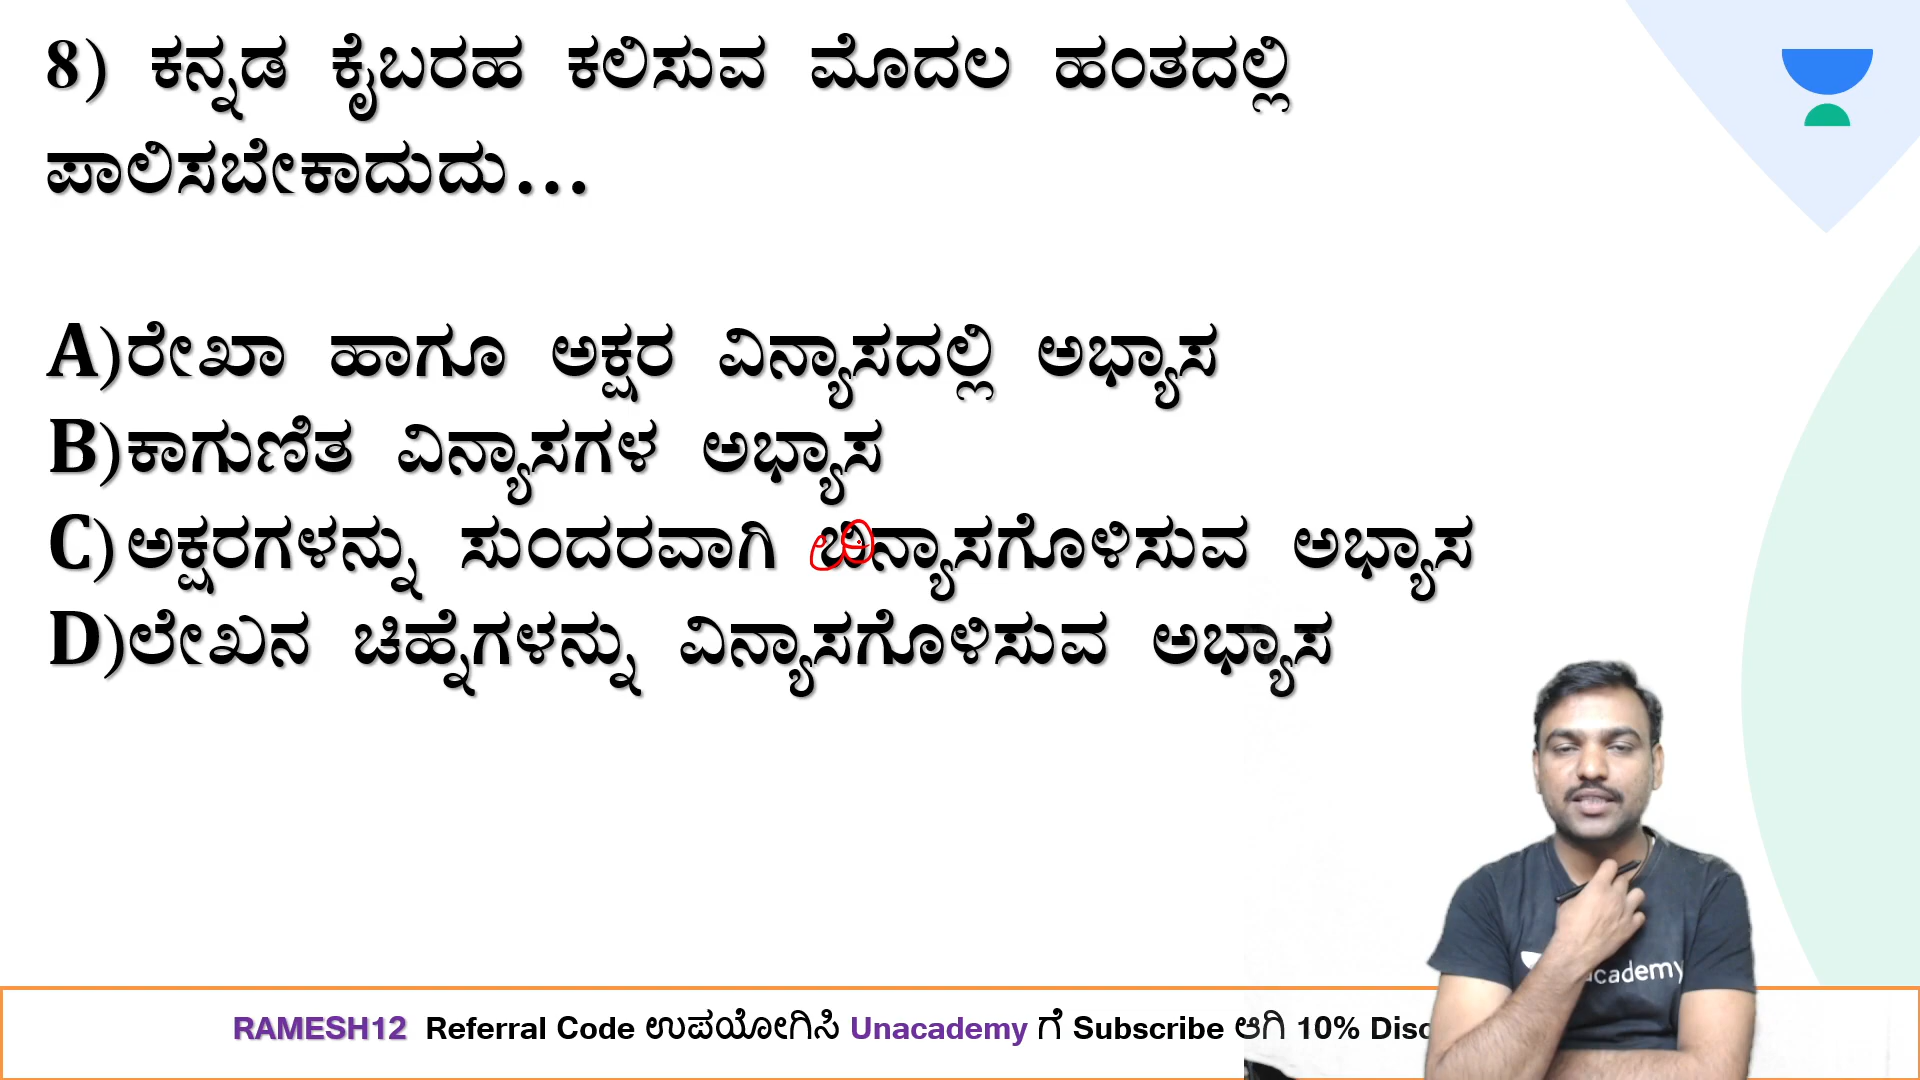 8) ಕನ್ನಡ ಕೈಬರಹ ಕಲಿಸುವ ಮೊದಲ ಹಂತದಲ್ಲಿ
ಪಾಲಿಸಬೇಕಾದುದು...
A)ರೇಖಾ ಹಾಗೂ ಅಕ್ಷರ ವಿನ್ಯಾಸದಲ್ಲಿ ಅಭ್ಯಾಸ
B)ಕಾಗುಣಿತ ವಿನ್ಯಾಸಗಳ ಅಭ್ಯಾಸ
C)ಅಕ್ಷರಗಳನ್ನು ಸುಂದರವಾಗಿ ವಿನ್ಯಾಸಗೊಳಿಸುವ ಅಭ್ಯಾಸ
D)ಲೇಖನ ಚಿಹ್ನೆಗಳನ್ನು ವಿನ್ಯಾಸಗೊಳಿಸುವ ಅಭ್ಯಾಸ
academy
RAMESH12 Referral Code ಉಪಯೋಗಿಸಿ Unacademy ಗೆ Subscribe ಆಗಿ 10% Disc